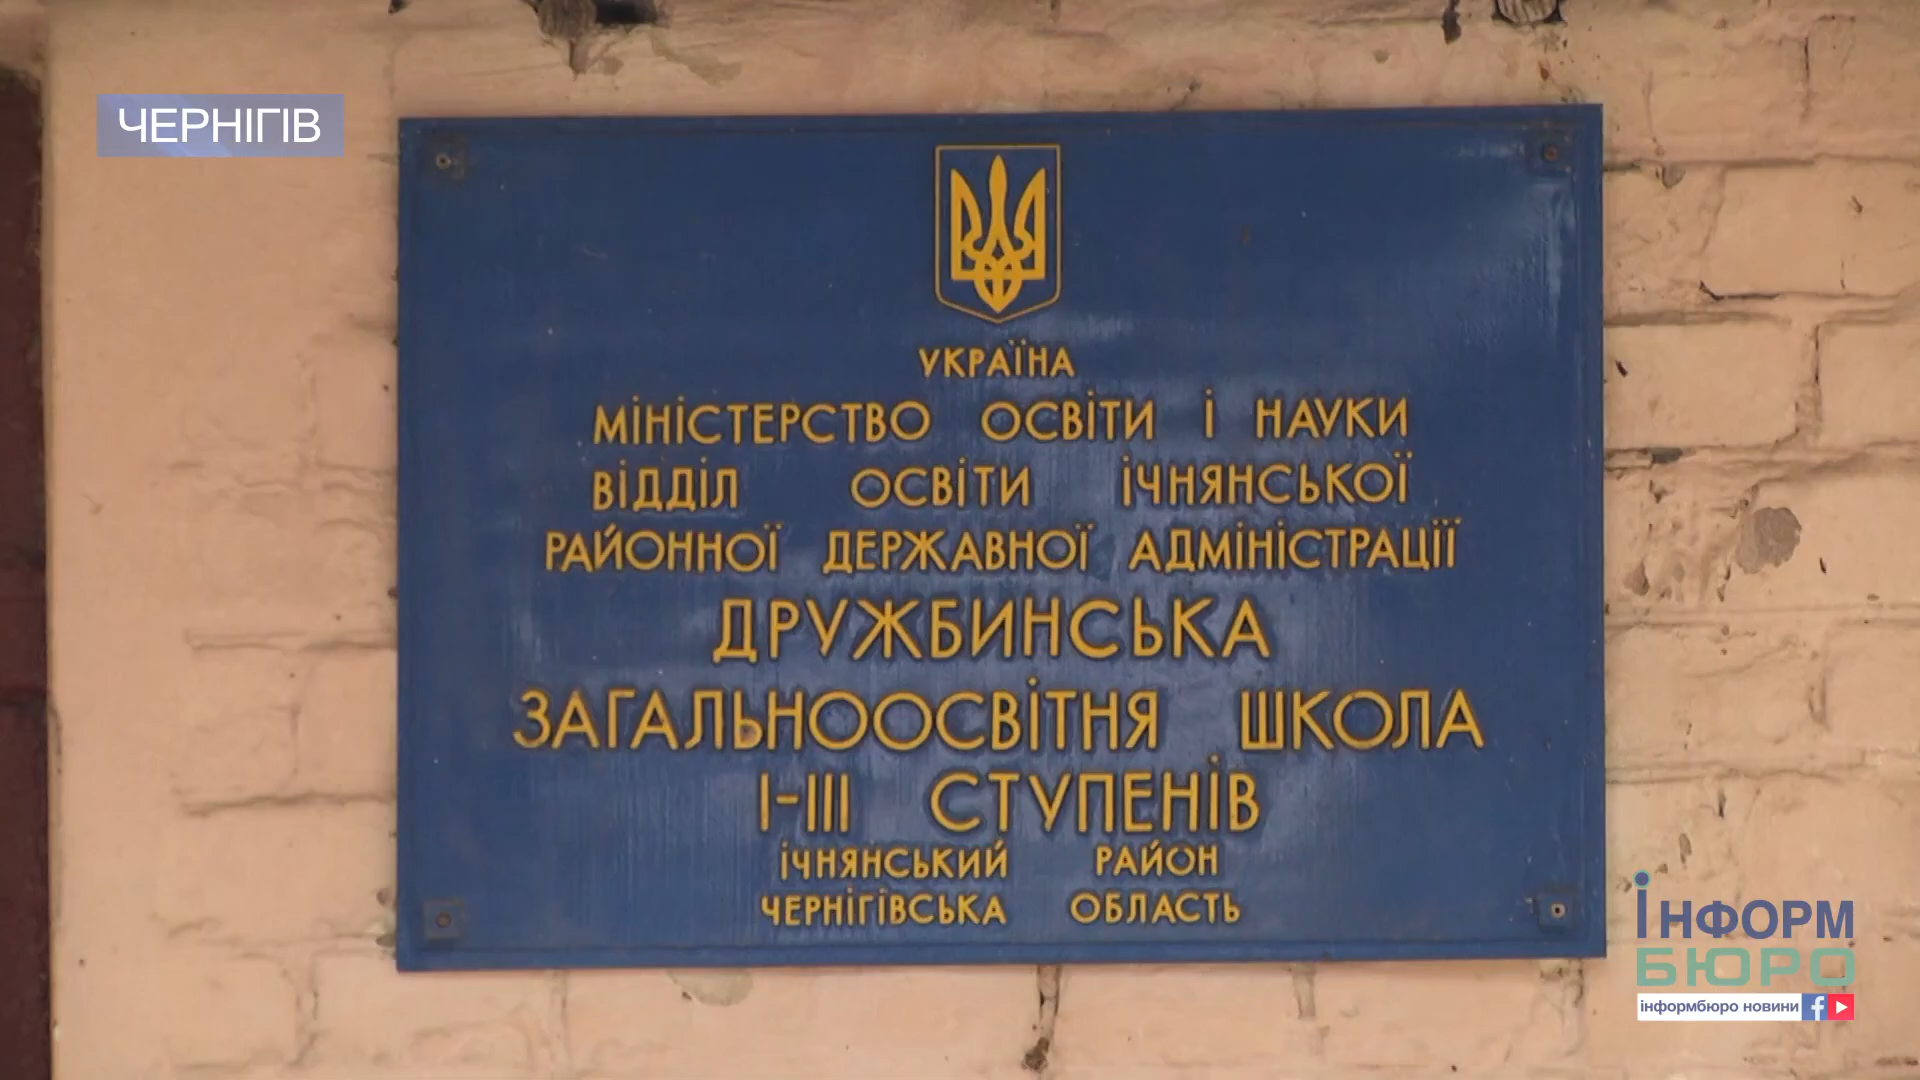 ЧЕРНІГІВ
УКРАЇНА
МІНІСТЕРСТВО ОСВІТИ І НАУКИ
ВІДДІЛ ОСВІТИ ІЧНЯНСЬКОЇ
РАЙОННОЇ ДЕРЖАВНОЇ АДМІНІСТРАЦІЇ
ДРУЖБИНСЬКА
ЗАГАЛЬНООСВІТНЯ ШКОЛА
І-ІІІ СТУПЕНІВ
ІЧНЯНСЬКИЙ РАЙОН
ЧЕРНІГІВСЬКА ОБЛАСТЬ
ІНФОРМ
БЮРО
інформбюро новини f